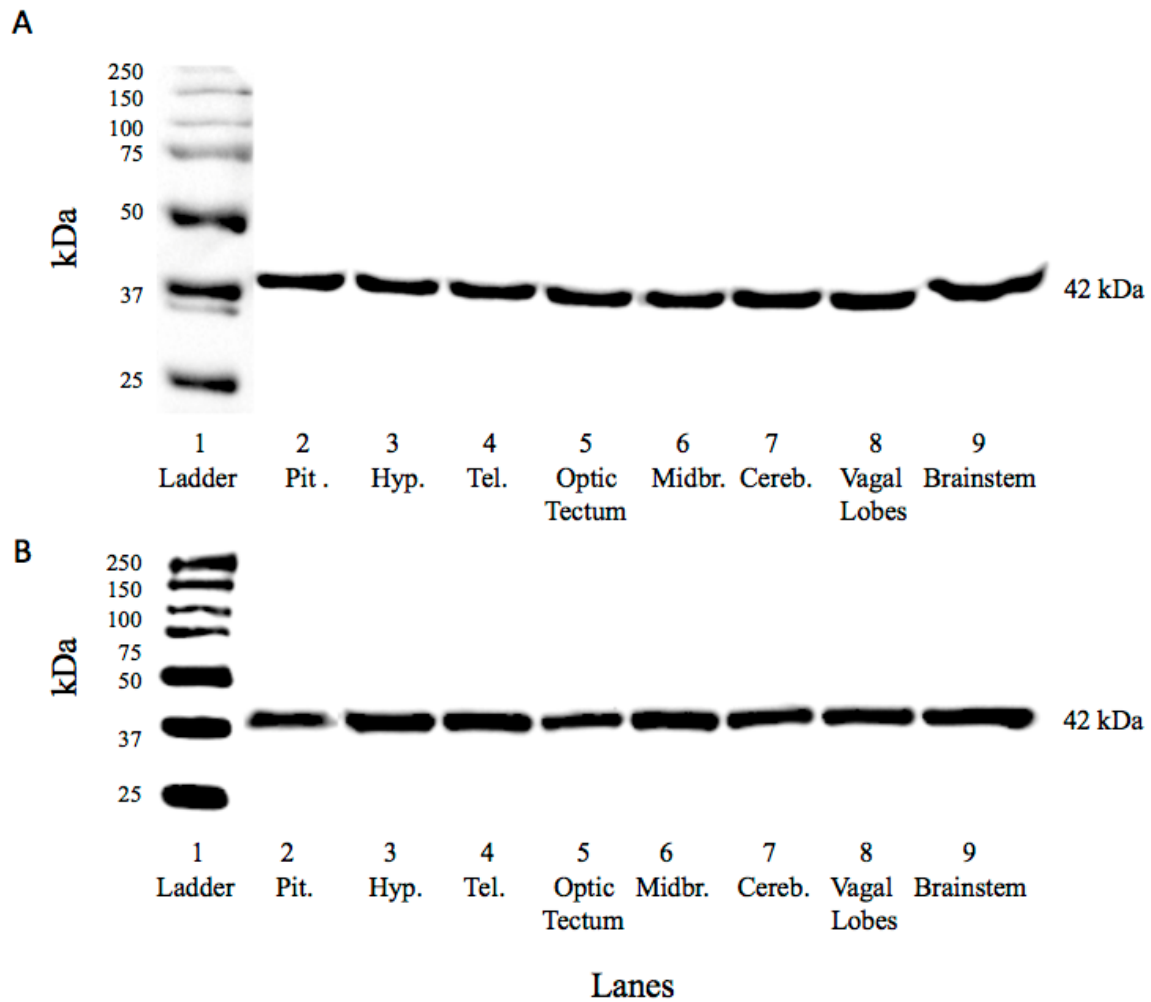 A
250
150
100
75
50
37
25
kDa
42 kDa
1 2 3 4 5 6 7 8 9
Ladder Pit . Hyp. Tel. Optic Midbr. Cereb. Vagal Brainstem
Tectum Lobes
B
250
150
100
75
50
37
25
kDa
42 kDa
1 2 3 4 5 6 7 8 9
Ladder Pit. Hyp. Tel. Optic Midbr. Cereb. Vagal Brainstem
Tectum Lobes
Lanes